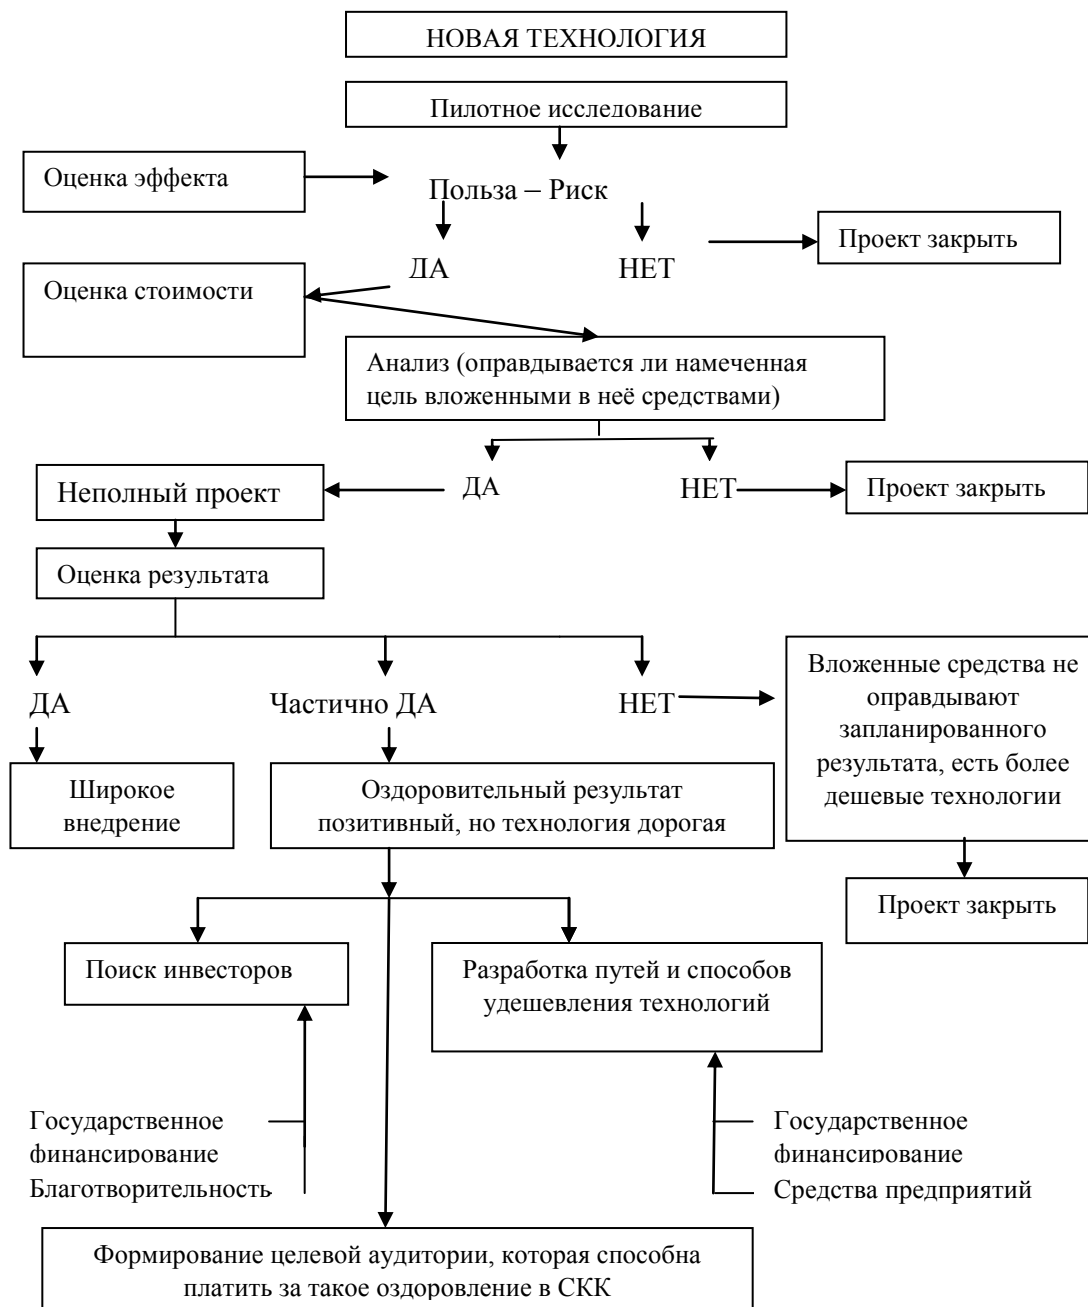 НОВАЯ ТЕХНОЛОГИЯ
Пилотное исследование
Оценка эффекта
Польза – Риск
Проект закрыть
ДА
НЕТ
Оценка стоимости
Анализ (оправдывается ли намеченная
цель вложенными в неё средствами)
Неполный проект
ДА
НЕТ
Проект закрыть
Оценка результата
ДА
Частично ДА
НЕТ
Вложенные средства не
оправдывают
запланированного
результата, есть более
дешевые технологии
Широкое
внедрение
Оздоровительный результат
позитивный, но технология дорогая
Проект закрыть
Поиск инвесторов
Разработка путей и способов
удешевления технологий
Государственное
финансирование
Благотворительность
Государственное
финансирование
Средства предприятий
Формирование целевой аудитории, которая способна
платить за такое оздоровление в СКК